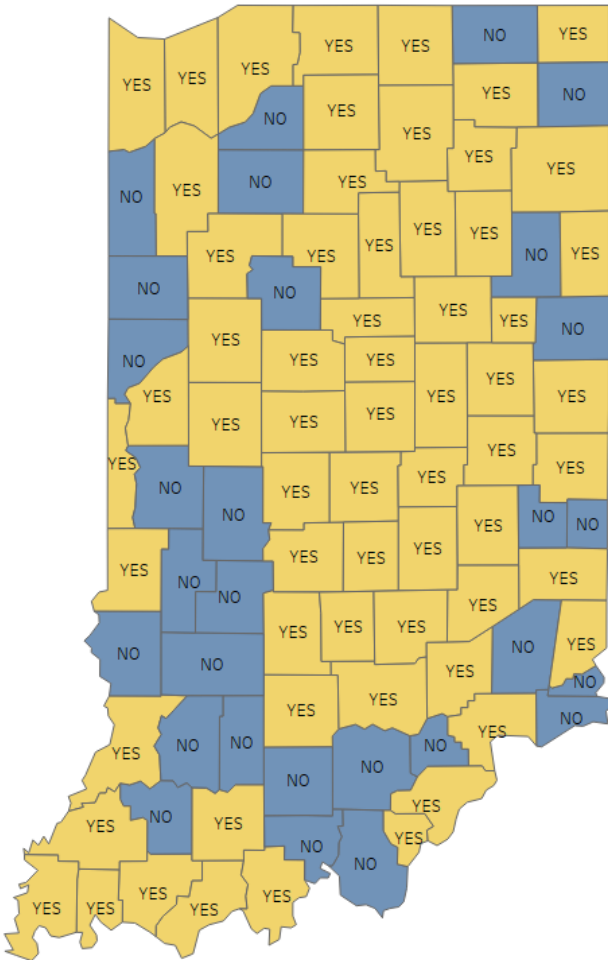 NO
YES
YES
YES
YES
YES
YES
YES
NO
YES
NO
YES
YES
YES
YES
NO
YES
NO
YES
YES
YES
NO
YES
YES
YES
NO
NO
YES
YES
YES
NO
YES
YES
YES
NO
YES
YES
YES
YES
YES
YES
YES
YES
YES
YES
YES
NO
YES
YES
NO
NO
NO
YES
YES
YES
YES
YES
YES
NO
NO
YES
YES
YES
YES
YES
NO
NO
NO
YES
NO
YES
YES
NO
YES
NO
NO
NO
YES
NO
NO
YES
NO
YES
YES
YES
NO
NO
YES
YES
YES
YES
YES